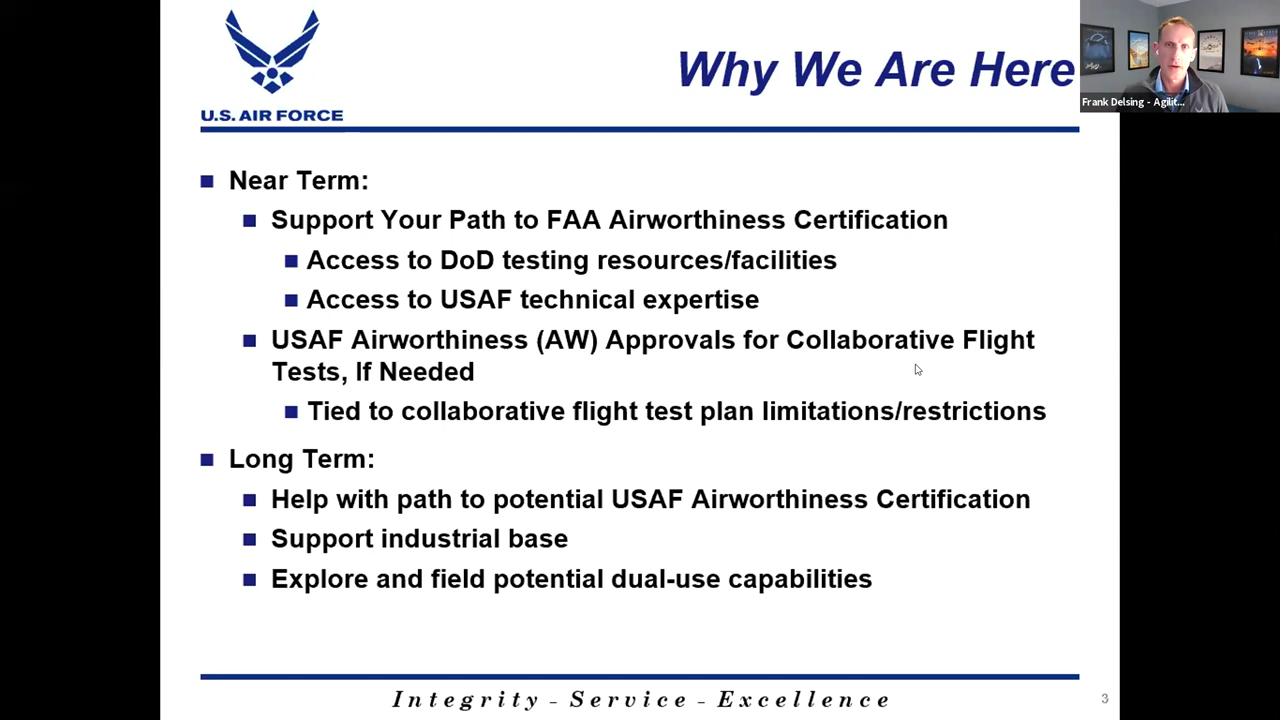 U.S. AIR FORCE
Why We Are Here
Frank Delsing - Agilit...
Near Term:
Support Your Path to FAA Airworthiness Certification
Access to DoD testing resources/facilities
Access to USAF technical expertise
USAF Airworthiness (AW) Approvals for Collaborative Flight
Tests, If Needed
Tied to collaborative flight test plan limitations/restrictions
Long Term:
Help with path to potential USAF Airworthiness Certification
Support industrial base
Explore and field potential dual-use capabilities
Integrity - Service - Excellence
3